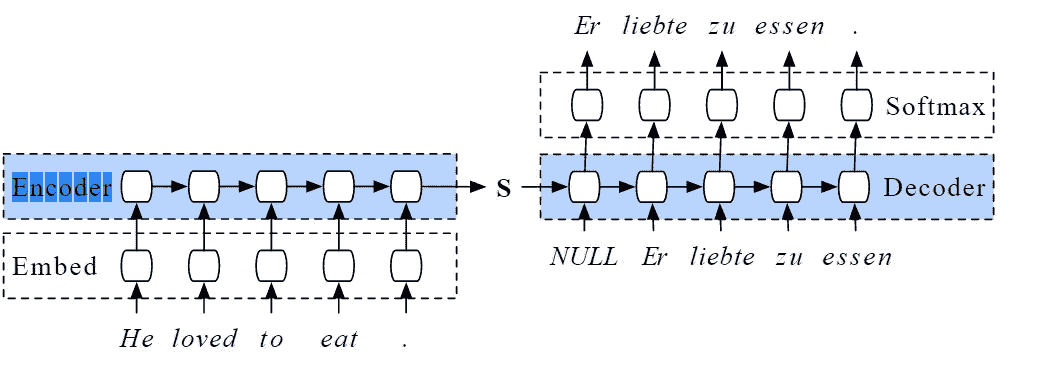 Er liebte zu essen .
Softmax
Encoder
S
Decoder
Embed
NULL Er liebte zu essen
He loved to eat .